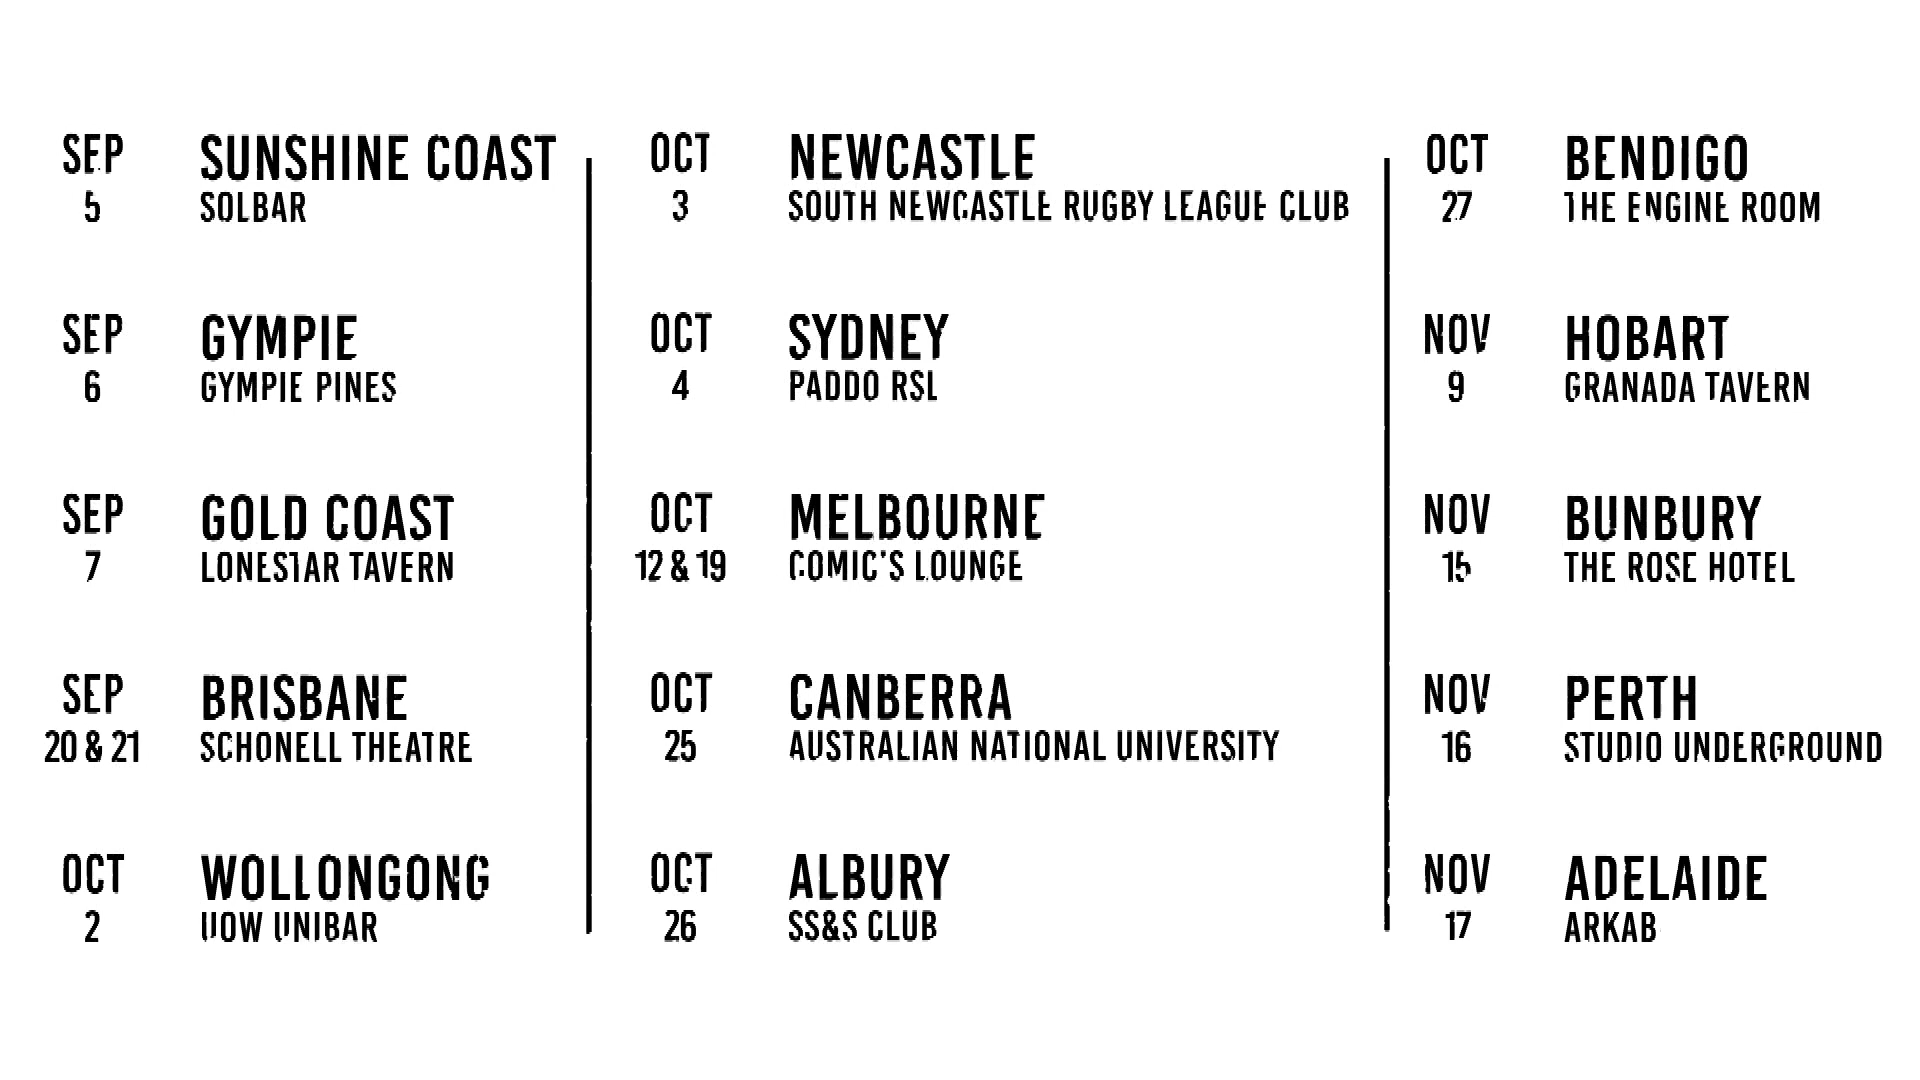 SEP
5
SUNSHINE COAST
SOLBAR
SEP
6
GYMPIE
GYMPIE PINES
SEP
7
GOLD COAST
LONESTAR TAVERN
SEP
20 & 21
BRISBANE
SCHONELL THEATRE
OCT
2
WOLLONGONG
UOW UNIBAR
OCT
3
NEWCASTLE
SOUTH NEWCASTLE RUGBY LEAGUE CLUB
OCT
4
SYDNEY
PADDO RSL
OCT
12 & 19
MELBOURNE
COMIC'S LOUNGE
OCT
25
CANBERRA
AUSTRALIAN NATIONAL UNIVERSITY
OCT
26
ALBURY
SS&S CLUB
OCT
27
BENDIGO
THE ENGINE ROOM
NOV
9
HOBART
GRANADA TAVERN
NOV
15
BUNBURY
THE ROSE HOTEL
NOV
16
PERTH
STUDIO UNDERGROUND
NOV
17
ADELAIDE
ARKAB